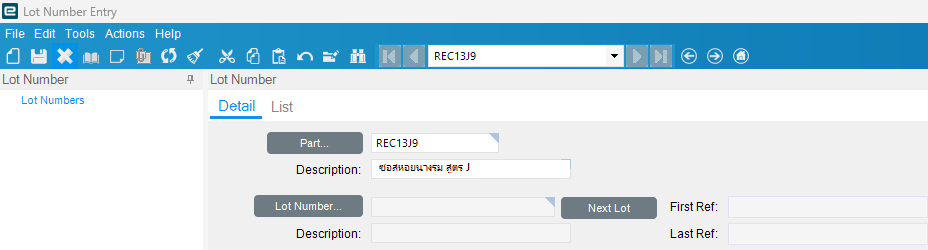 Lot Number Entry
File Edit Tools Actions Help
REC13J9
Lot Number
Lot Numbers
Lot Number
Detail List
Part... REC13J9
Description: ซอสหอยนางรม สูตร J
Lot Number... Next Lot First Ref:
Description: Last Ref: